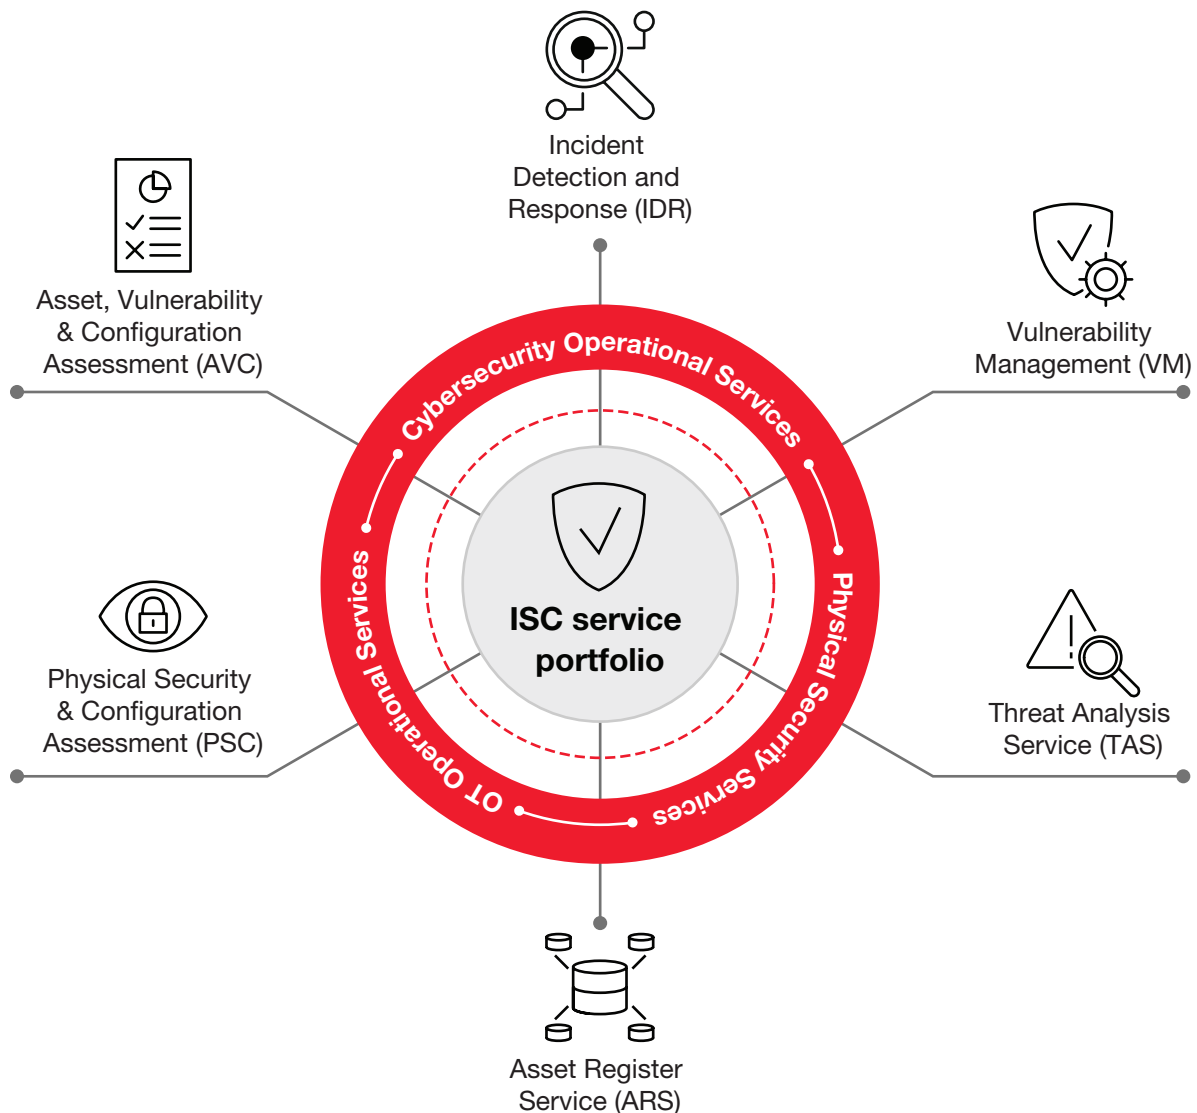 Incident
Detection and
Response (IDR)
Asset, Vulnerability
& Configuration
Assessment (AVC)
Vulnerability
Management (VM)
Cybersecurity Operational Services
Physical Security Services
OT Operational Services
ISC service
portfolio
Physical Security
& Configuration
Assessment (PSC)
Threat Analysis
Service (TAS)
Asset Register
Service (ARS)